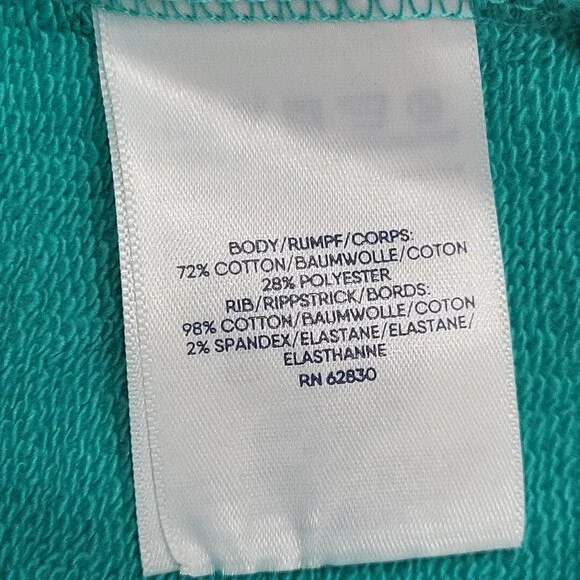 BODY/RUMPF/CORPS:
72% COTTON/BAUMWOLLE/COTON
28% POLYESTER
RIB/RIPPSTRICK/BORDS:
98% COTTON/BAUMWOLLE/COTON
2% SPANDEX/ELASTANE/ELASTANE/
ELASTHANNE
RN 62830